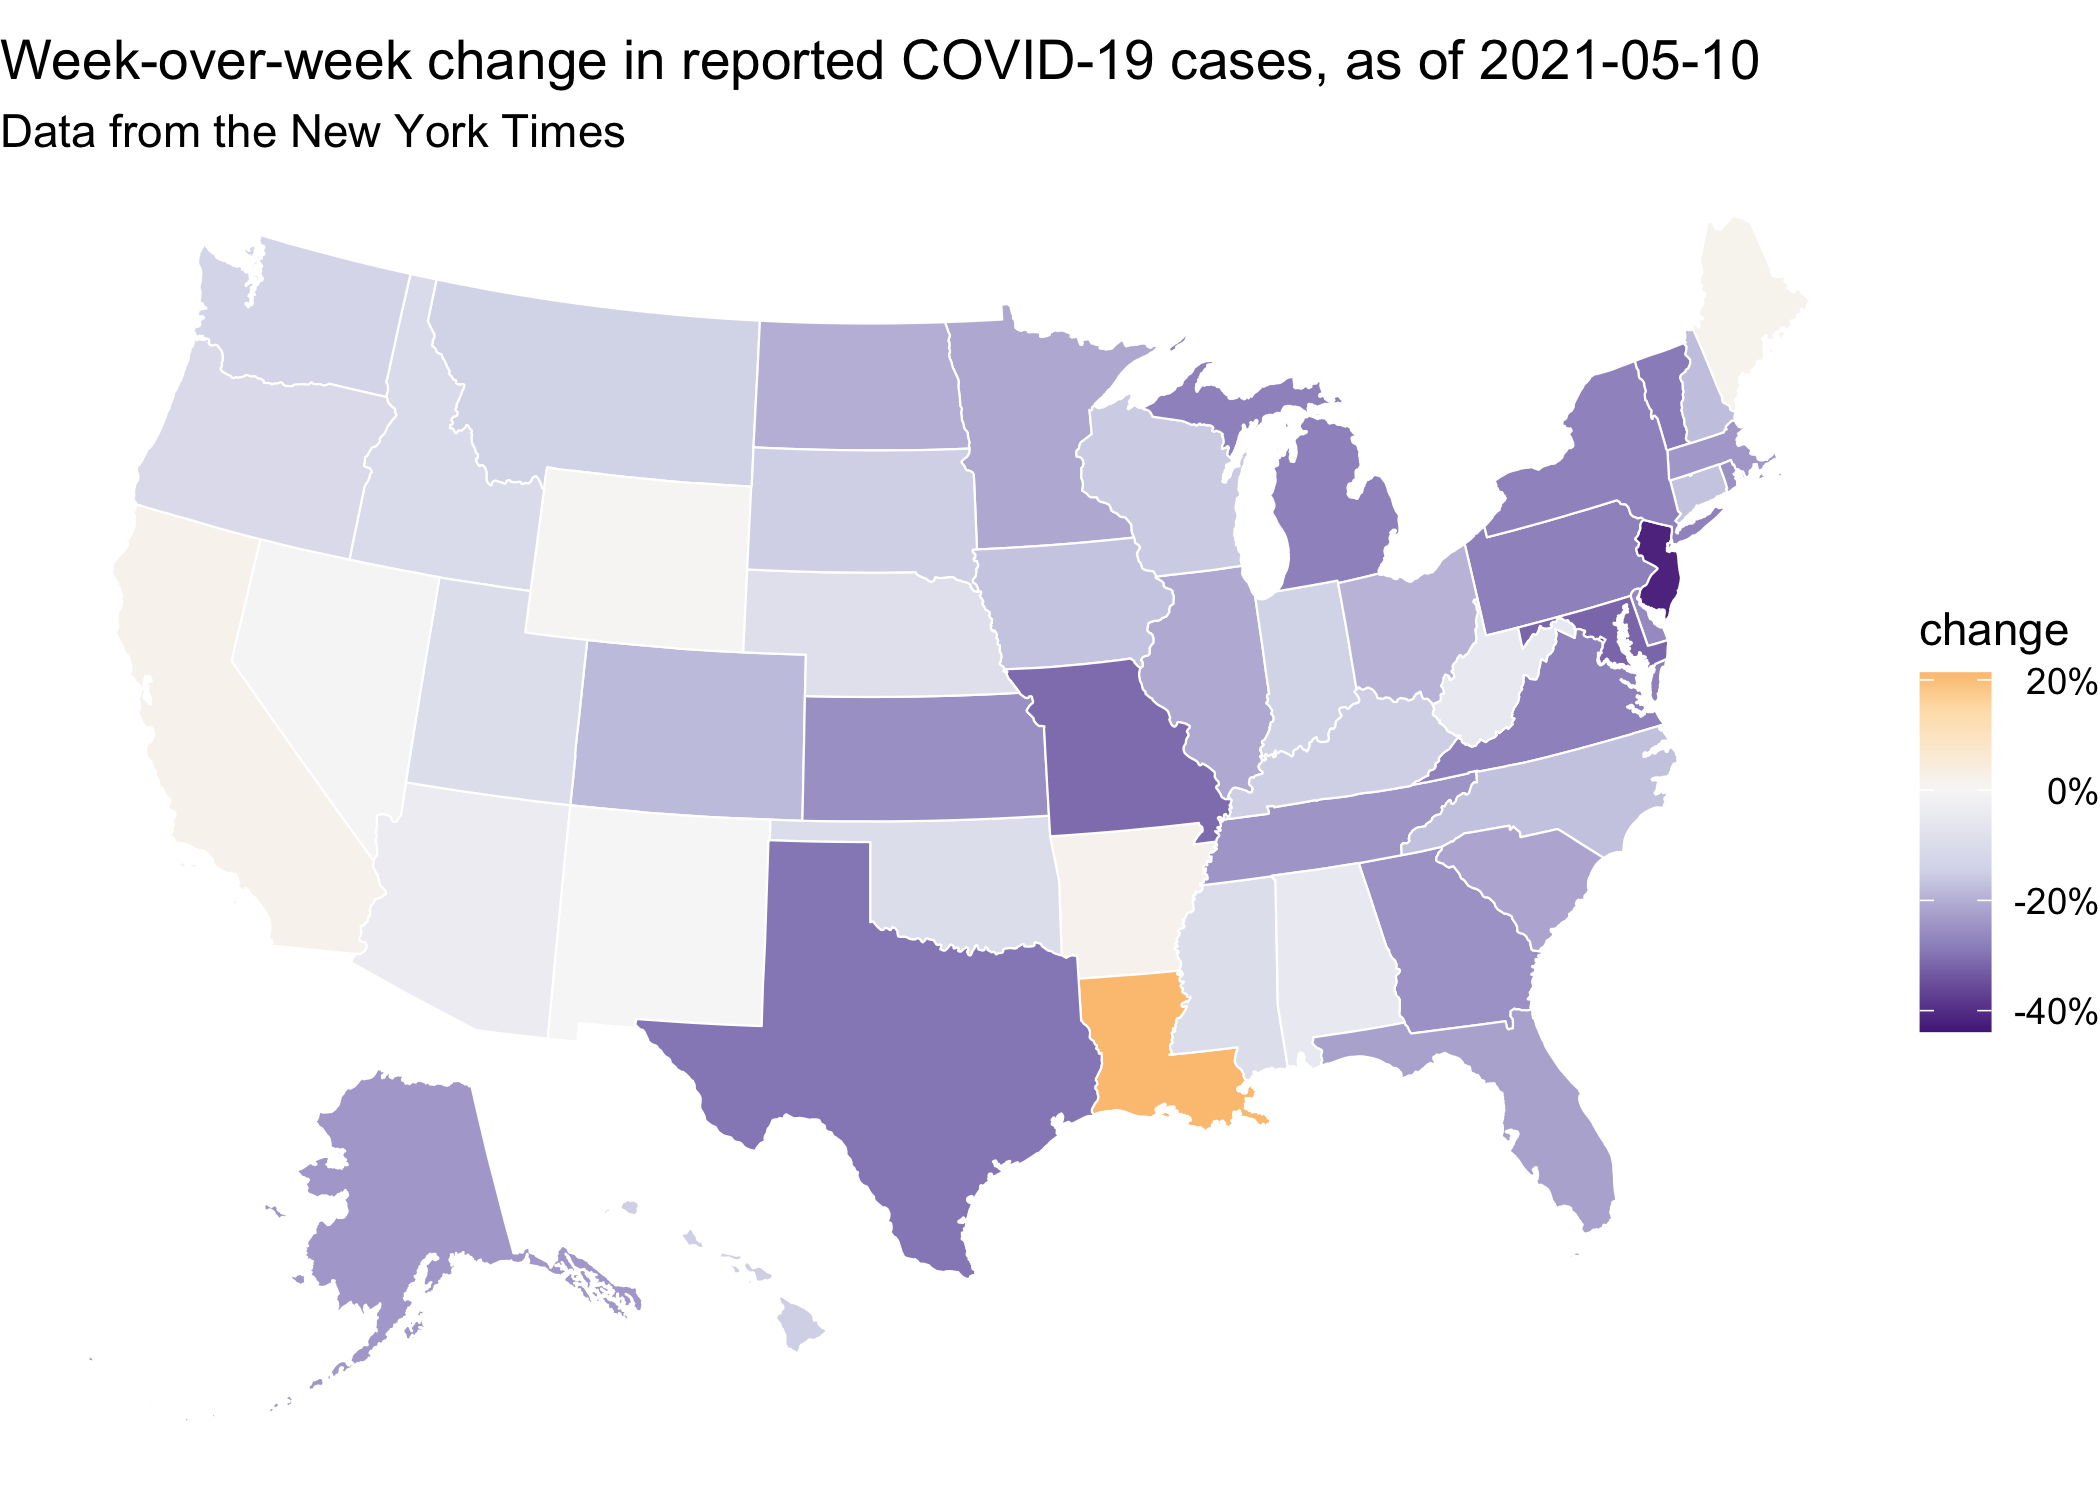 Week-over-week change in reported COVID-19 cases, as of 2021-05-10
Data from the New York Times
change
20%
0%
-20%
-40%